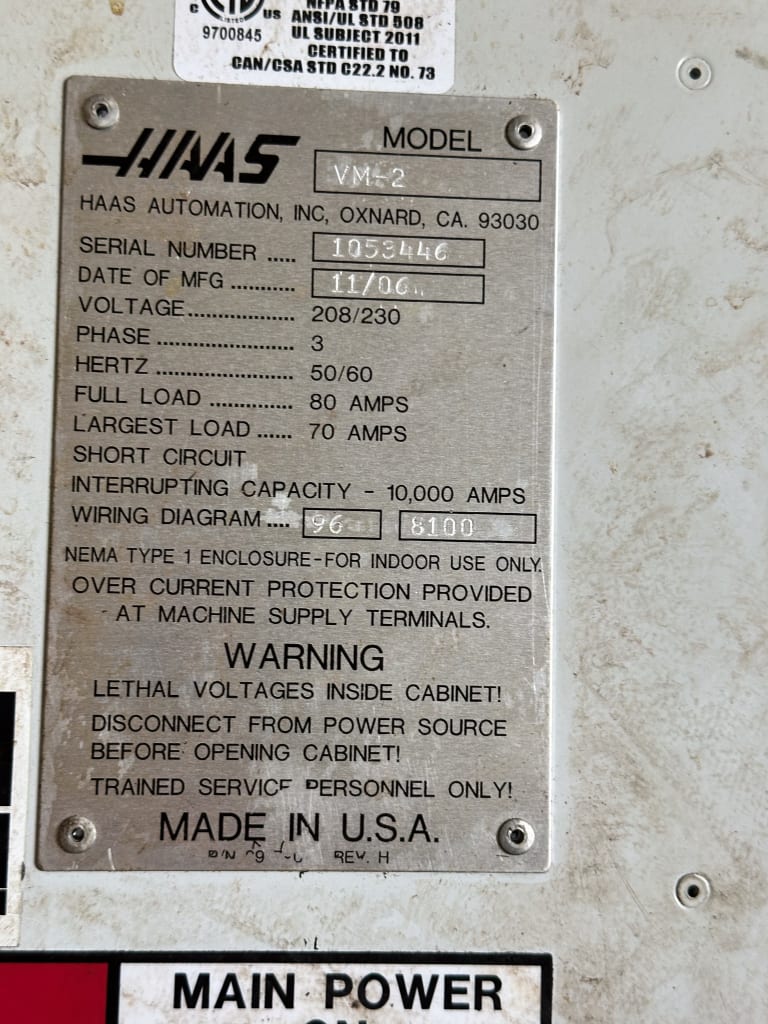 C US
LISTED
9700845
NFPA STD 79
ANSI/UL STD 508
UL SUBJECT 2011
CERTIFIED TO
CAN/CSA STD C22.2 NO. 73
HAAS
MODEL
VM-2
HAAS AUTOMATION, INC, OXNARD, CA. 93030
SERIAL NUMBER ..... 1053446
DATE OF MFG ........... 11/06
VOLTAGE.................. 208/230
PHASE ....................... 3
HERTZ ....................... 50/60
FULL LOAD .............. 80 AMPS
LARGEST LOAD ...... 70 AMPS
SHORT CIRCUIT
INTERRUPTING CAPACITY - 10,000 AMPS
WIRING DIAGRAM .... 96 8100
NEMA TYPE 1 ENCLOSURE-FOR INDOOR USE ONLY.
OVER CURRENT PROTECTION PROVIDED
AT MACHINE SUPPLY TERMINALS.
WARNING
LETHAL VOLTAGES INSIDE CABINET!
DISCONNECT FROM POWER SOURCE
BEFORE OPENING CABINET!
TRAINED SERVICE PERSONNEL ONLY!
MADE IN U.S.A.
P/N REV. H
MAIN POWER
ON